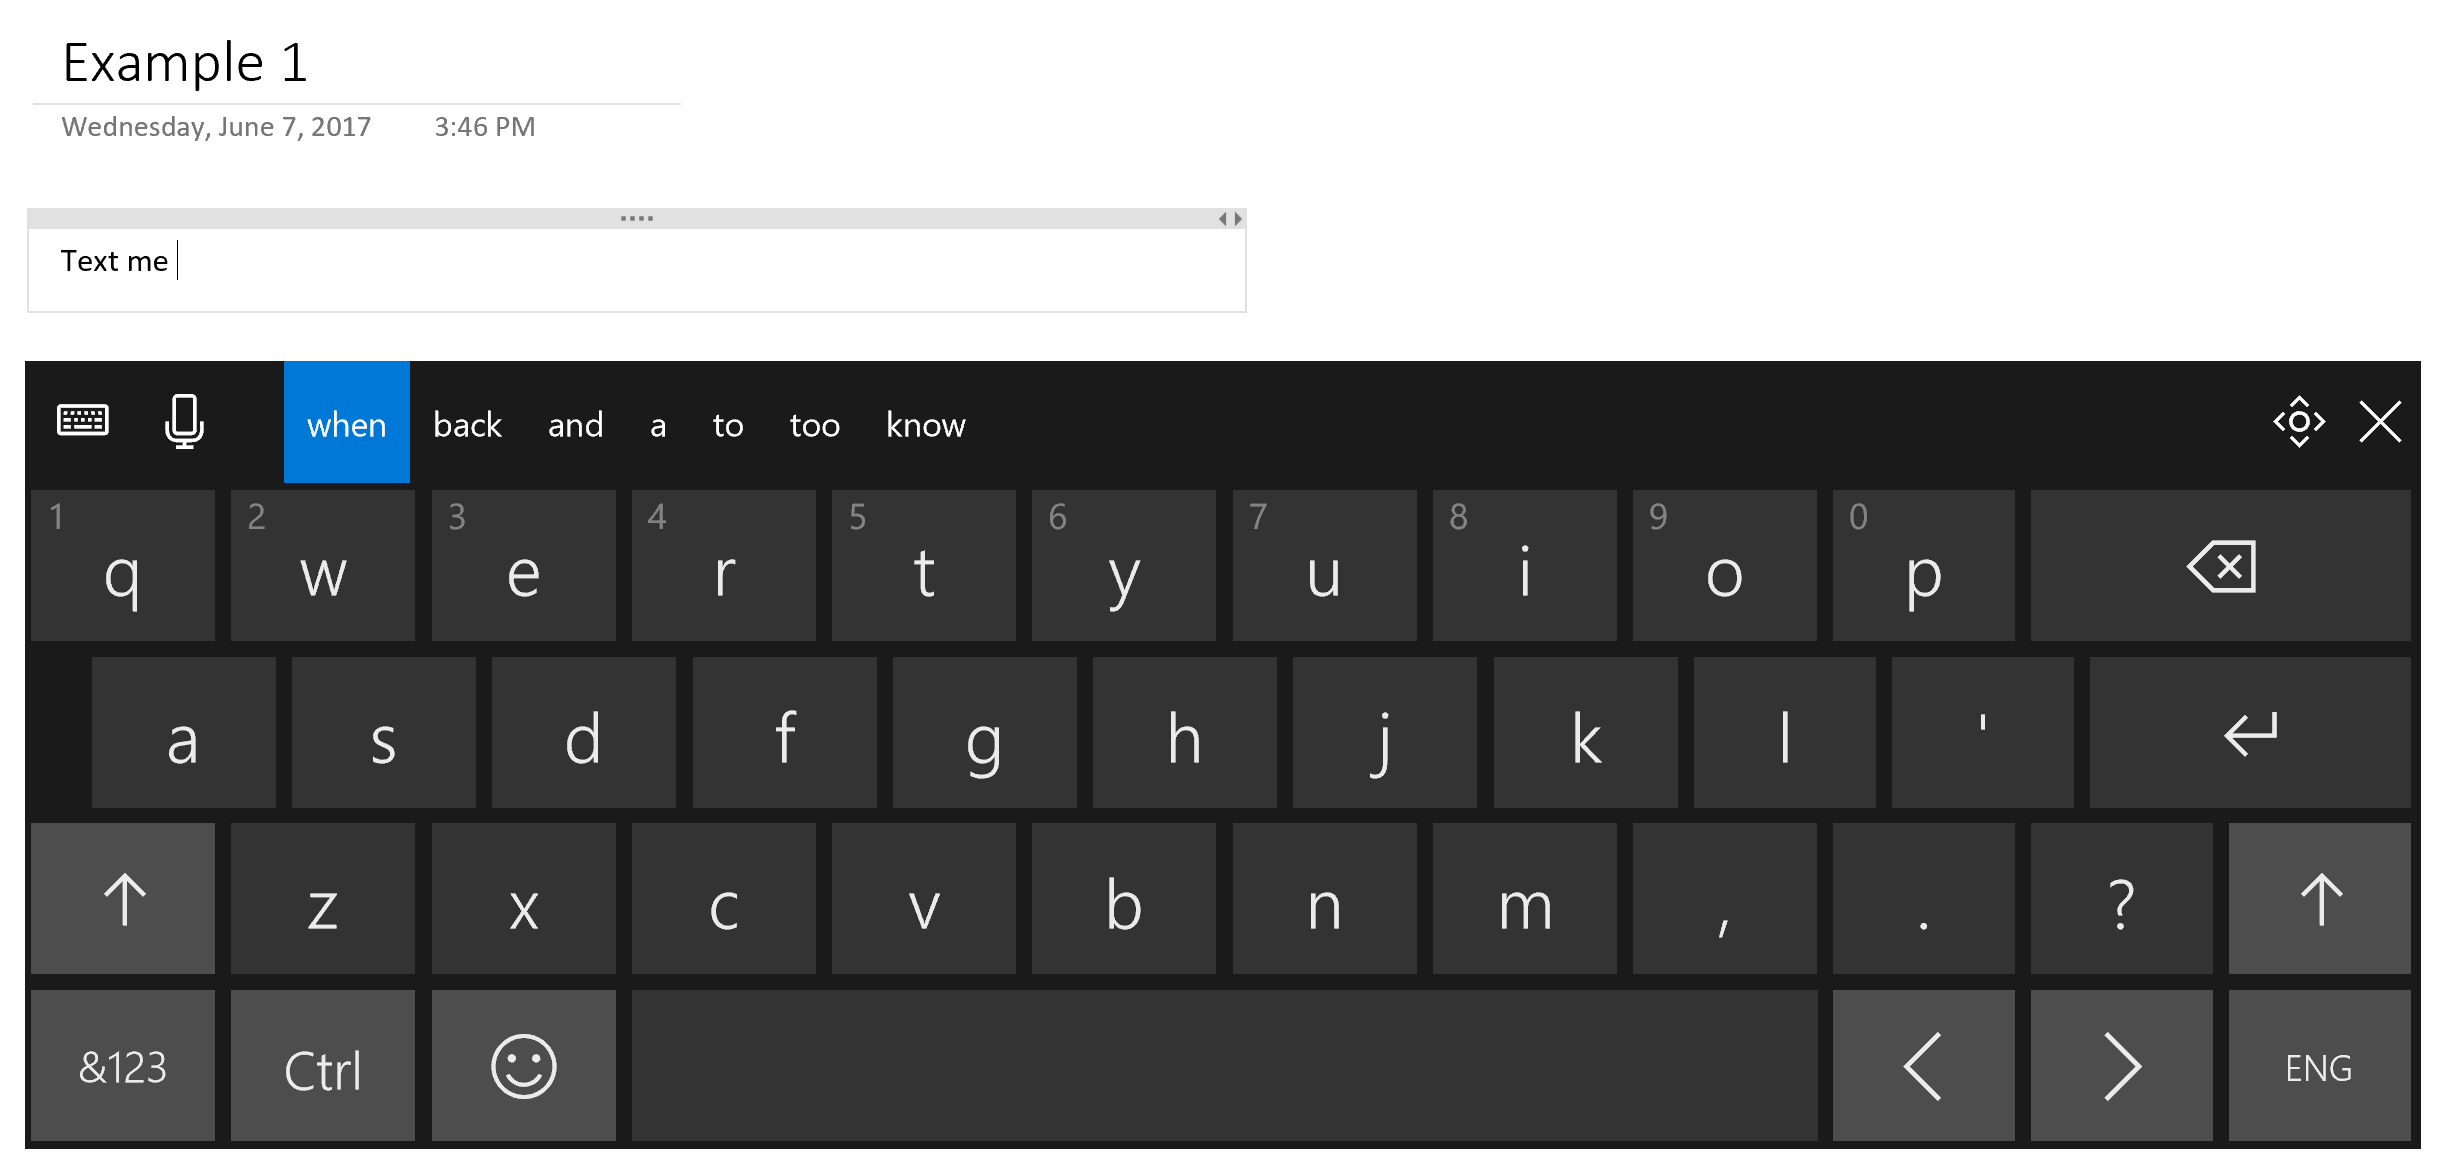 Example 1
Wednesday, June 7, 2017 3:46 PM
Text me
when back and a to too know
1 2 3 4 5 6 7 8 9 0
q w e r t y u i o p
a s d f g h j k l '
z x c v b n m , . ?
&123 Ctrl ENG